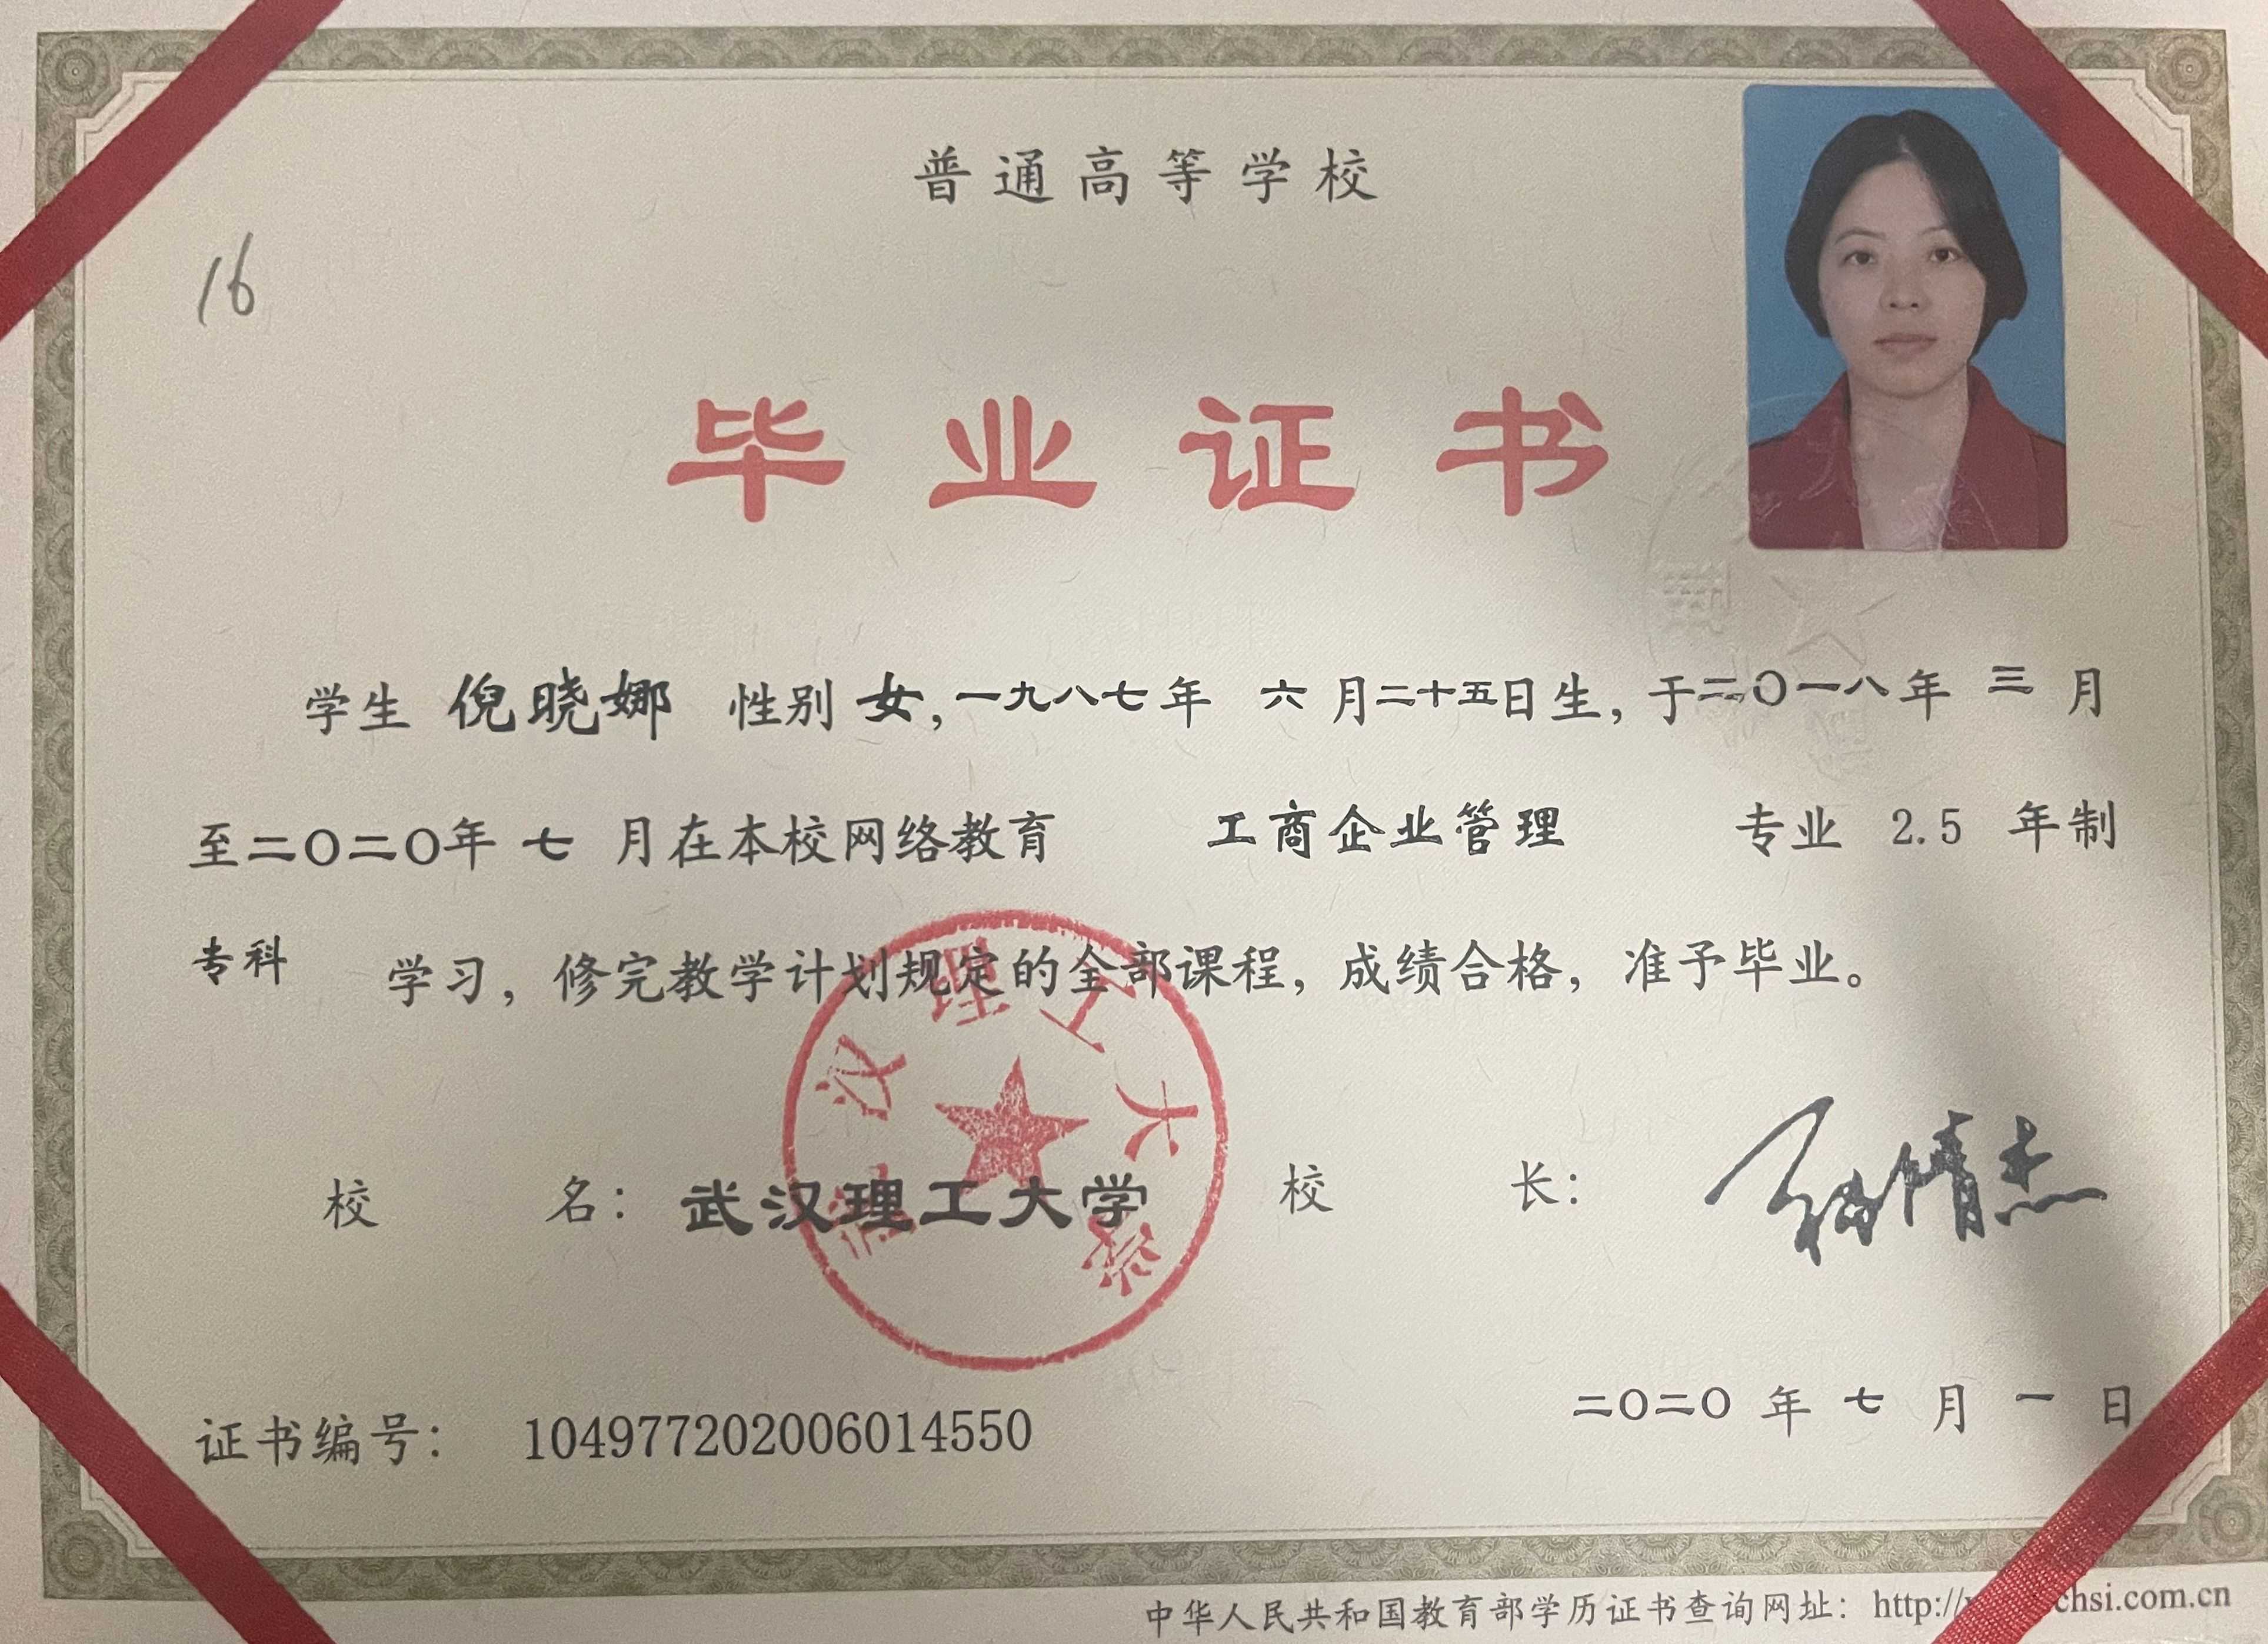 普通高等学校
16
毕业证书
学生 倪晓娜 性别 女，一九八七年 六 月二十五日生，于二〇一八年 三 月
至二〇二〇年 七 月在本校网络教育 工商企业管理 专业 2.5 年制
专科 学习，修完教学计划规定的全部课程，成绩合格，准予毕业。
武汉理工大学
校 名：武汉理工大学 校 长：
证书编号： 104977202006014550
二〇二〇 年 七 月 一 日
中华人民共和国教育部学历证书查询网址：http://chsi.com.cn